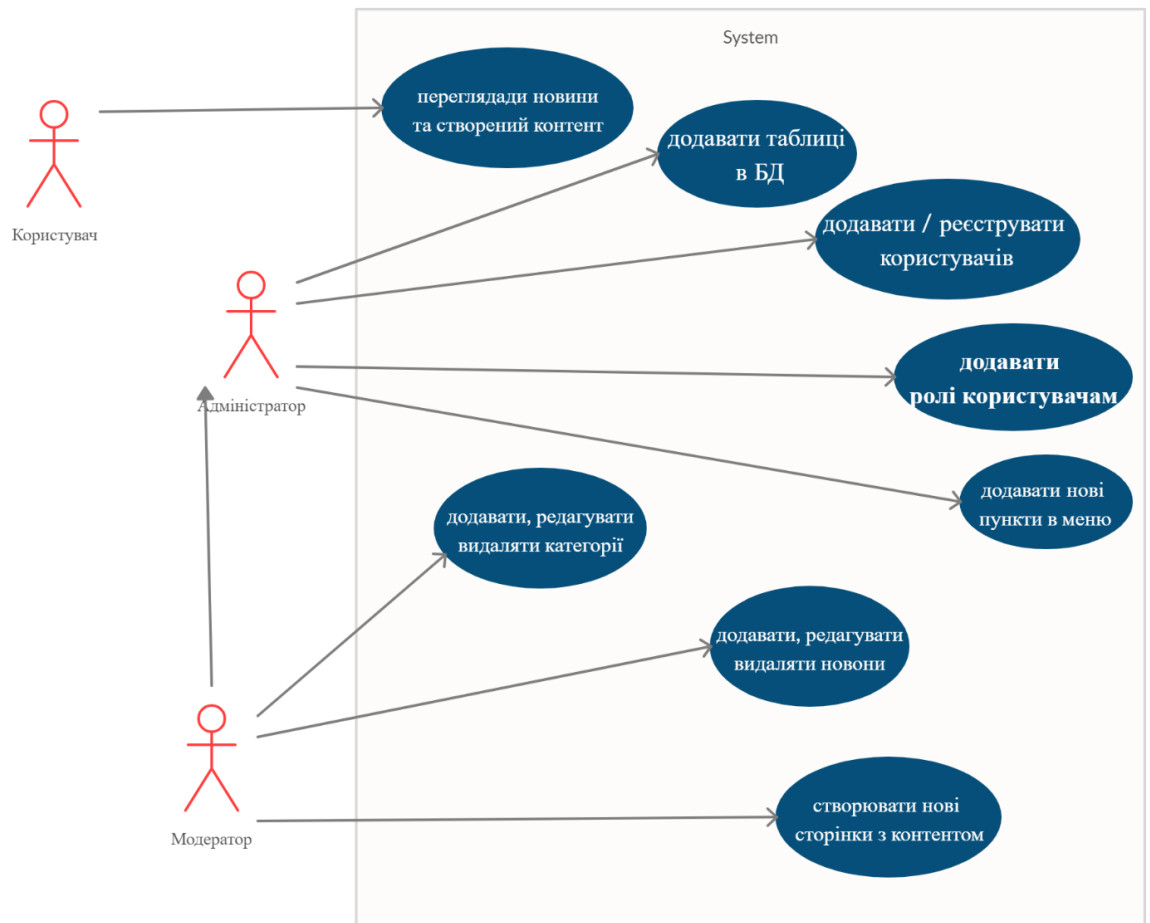 System
переглядади новини
та створений контент
додавати таблиці
в БД
Користувач
додавати / реєструвати
користувачів
додавати
ролі користувачам
Адміністратор
додавати нові
пункти в меню
додавати, редагувати
видаляти категорії
додавати, редагувати
видаляти новони
створювати нові
сторінки з контентом
Модератор